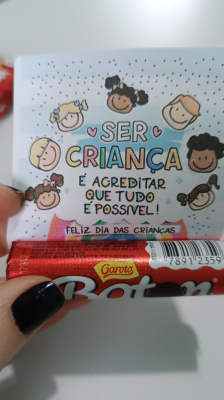 SER
CRIANÇA
É ACREDITAR
QUE TUDO
É POSSÍVEL!
FELIZ DIA DAS CRIANÇAS
Garoto
Baton
7891 2359